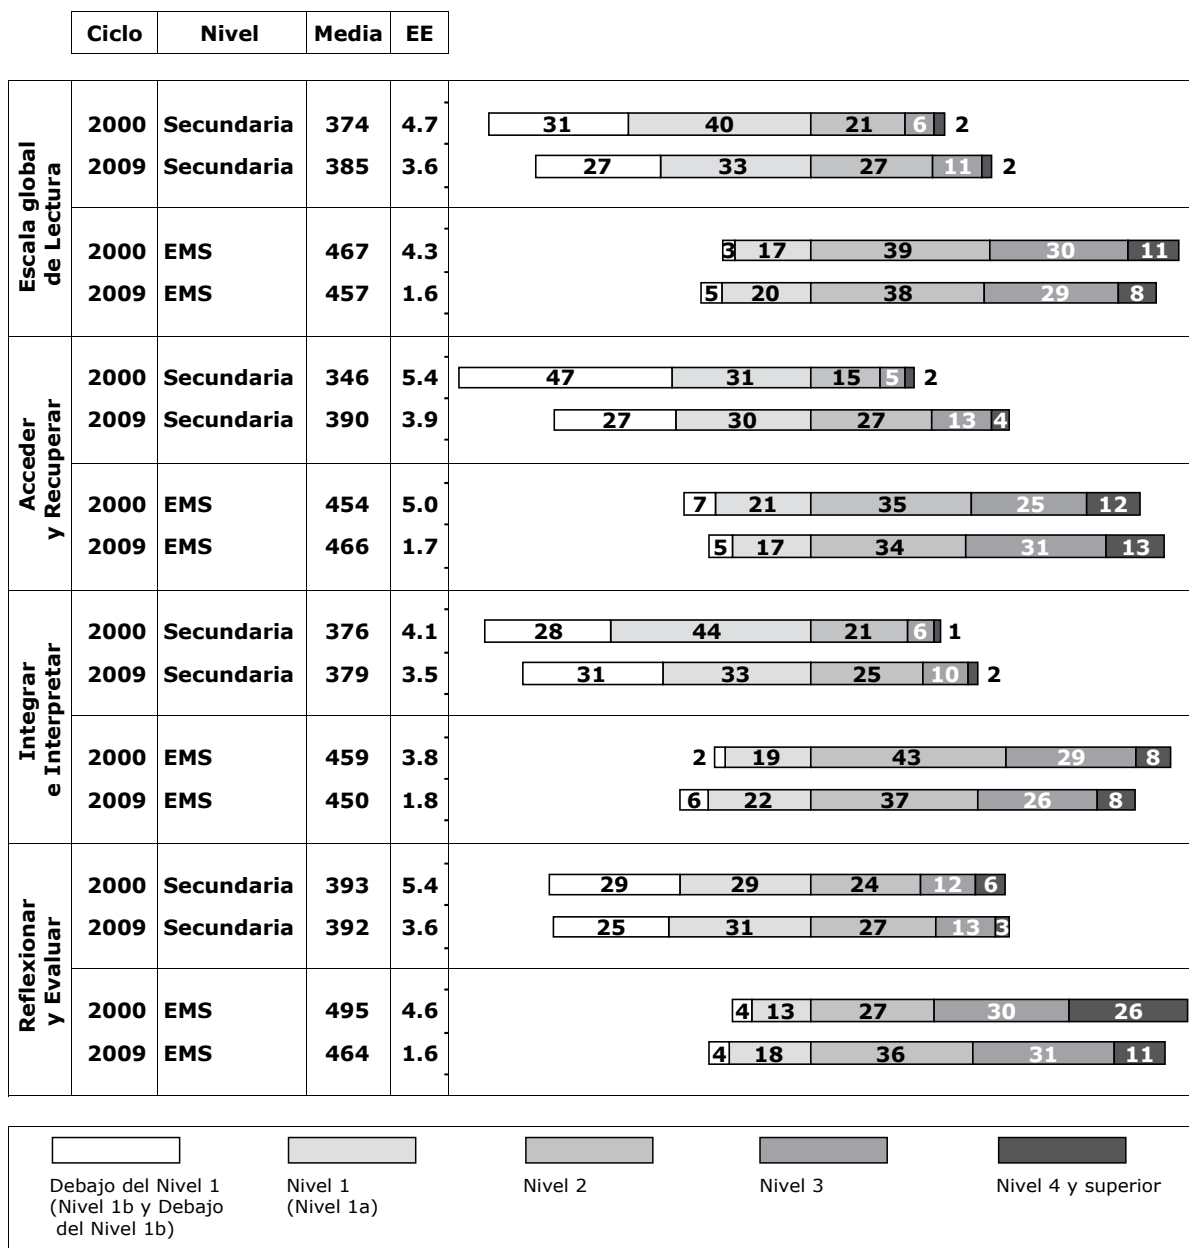 Ciclo Nivel Media EE
Escala global
de Lectura
2000 Secundaria 374 4.7 31 40 21 6 2
2009 Secundaria 385 3.6 27 33 27 11 2
2000 EMS 467 4.3 3 17 39 30 11
2009 EMS 457 1.6 5 20 38 29 8
Acceder
y Recuperar
2000 Secundaria 346 5.4 47 31 15 5 2
2009 Secundaria 390 3.9 27 30 27 13 4
2000 EMS 454 5.0 7 21 35 25 12
2009 EMS 466 1.7 5 17 34 31 13
Integrar
e Interpretar
2000 Secundaria 376 4.1 28 44 21 6 1
2009 Secundaria 379 3.5 31 33 25 10 2
2000 EMS 459 3.8 2 19 43 29 8
2009 EMS 450 1.8 6 22 37 26 8
Reflexionar
y Evaluar
2000 Secundaria 393 5.4 29 29 24 12 6
2009 Secundaria 392 3.6 25 31 27 13 3
2000 EMS 495 4.6 4 13 27 30 26
2009 EMS 464 1.6 4 18 36 31 11
Debajo del Nivel 1
(Nivel 1b y Debajo
del Nivel 1b)
Nivel 1
(Nivel 1a)
Nivel 2
Nivel 3
Nivel 4 y superior